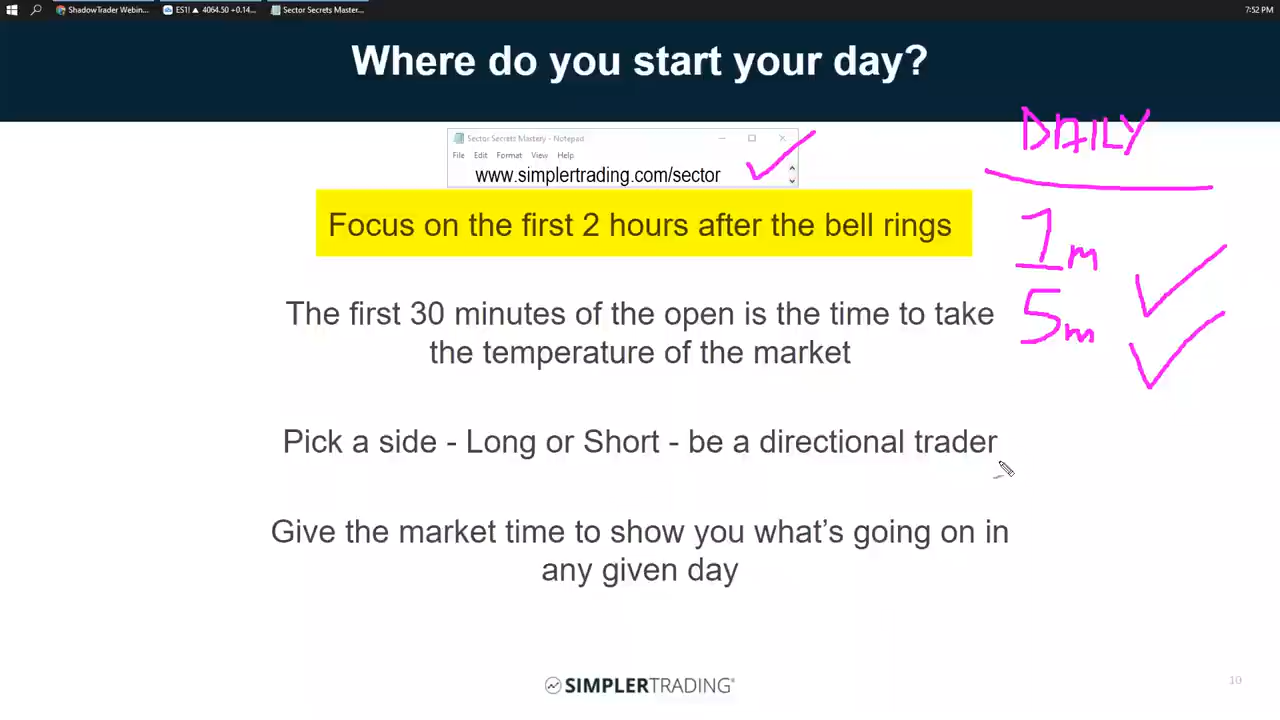 ShadowTrader Webin...
ES1! ▲ 4064.50 +0.14...
Sector Secrets Master...
7:52 PM
Where do you start your day?
Sector Secrets Mastery - Notepad
File Edit Format View Help
www.simplertrading.com/sector
DAILY
1m
5m
Focus on the first 2 hours after the bell rings
The first 30 minutes of the open is the time to take
the temperature of the market
Pick a side - Long or Short - be a directional trader
Give the market time to show you what's going on in
any given day
SIMPLERTRADING®
10